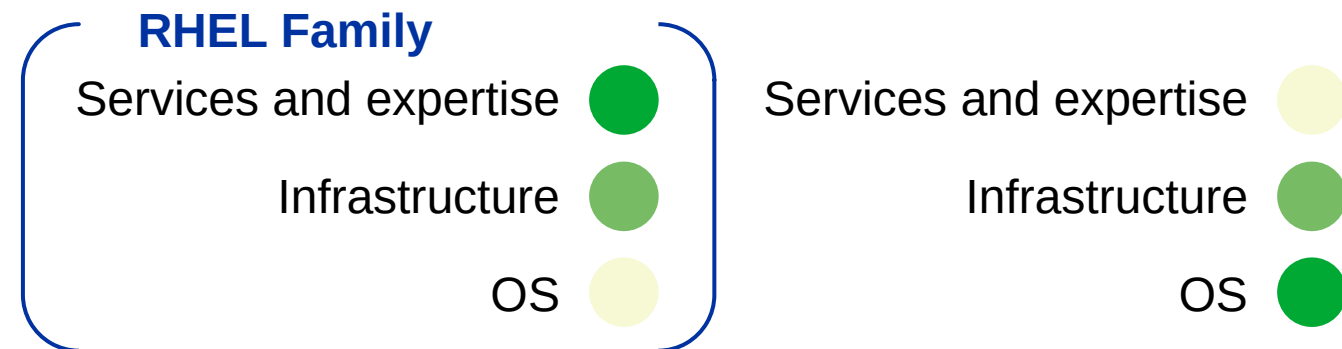 RHEL Family
Services and expertise
Infrastructure
OS
Services and expertise
Infrastructure
OS